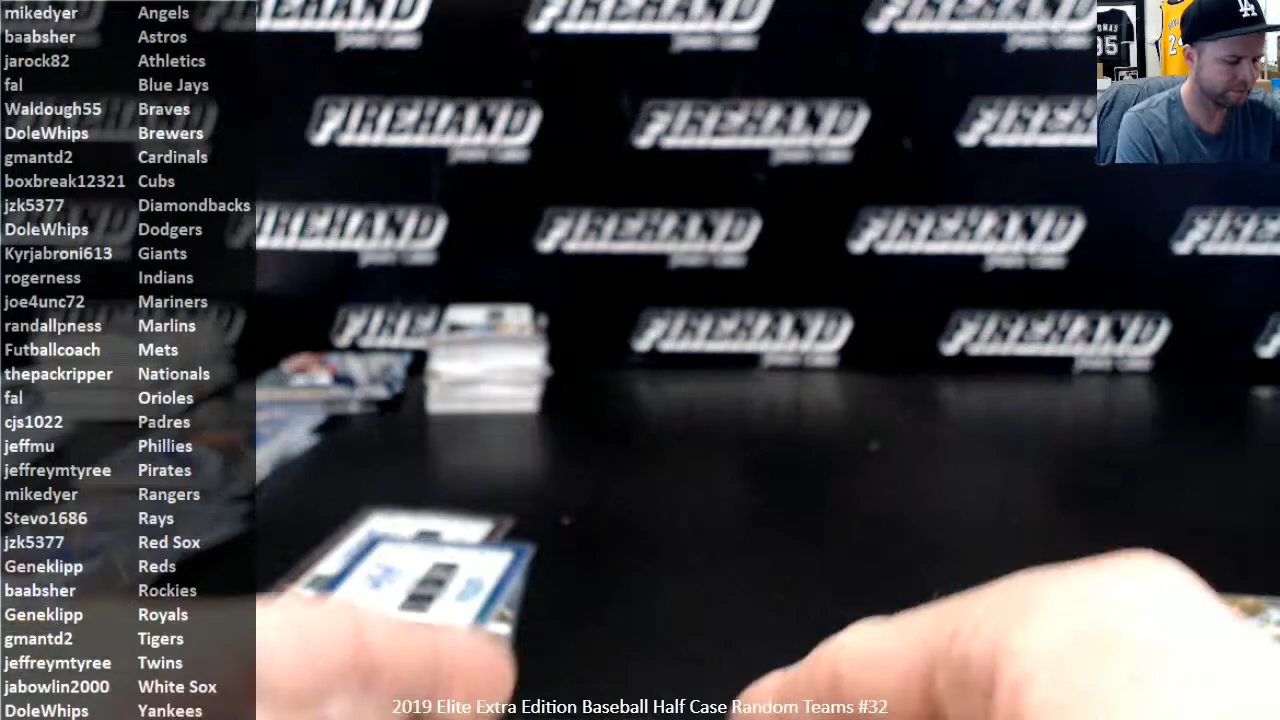 mikedyer Angels
baabsher Astros
jarock82 Athletics
fal Blue Jays
Waldough55 Braves
DoleWhips Brewers
gmantd2 Cardinals
boxbreak12321 Cubs
jzk5377 Diamondbacks
DoleWhips Dodgers
Kyrjabroni613 Giants
rogerness Indians
joe4unc72 Mariners
randallpness Marlins
Futballcoach Mets
thepackripper Nationals
fal Orioles
cjs1022 Padres
jeffmu Phillies
jeffreymtyree Pirates
mikedyer Rangers
Stevo1686 Rays
jzk5377 Red Sox
Geneklipp Reds
baabsher Rockies
Geneklipp Royals
gmantd2 Tigers
jeffreymtyree Twins
jabowlin2000 White Sox
DoleWhips Yankees
FIREHAND FIREHAND FIREHAND
FIREHAND FIREHAND FIREHAND
FIREHAND FIREHAND FIREHAND FIREHAND
FIREHAND FIREHAND
LA
2019 Elite Extra Edition Baseball Half Case Random Teams #32